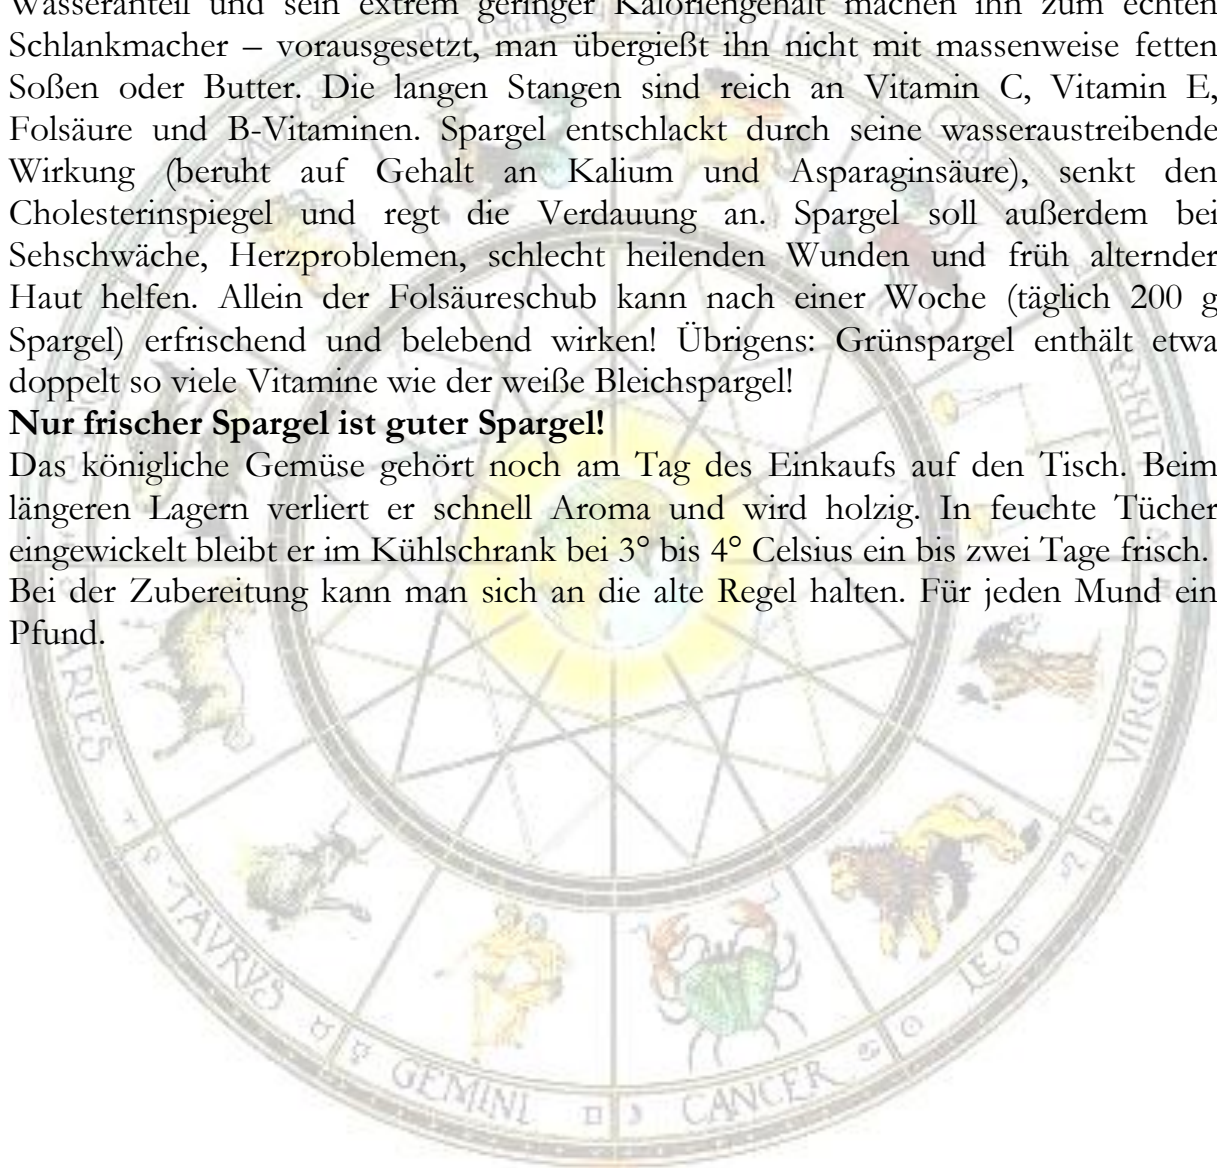 Wasseranteil und sein extrem geringer Kaloriengehalt machen ihn zum echten
Schlankmacher – vorausgesetzt, man übergießt ihn nicht mit massenweise fetten
Soßen oder Butter. Die langen Stangen sind reich an Vitamin C, Vitamin E,
Folsäure und B-Vitaminen. Spargel entschlackt durch seine wasseraustreibende
Wirkung (beruht auf Gehalt an Kalium und Asparaginsäure), senkt den
Cholesterinspiegel und regt die Verdauung an. Spargel soll außerdem bei
Sehschwäche, Herzproblemen, schlecht heilenden Wunden und früh alternder
Haut helfen. Allein der Folsäureschub kann nach einer Woche (täglich 200 g
Spargel) erfrischend und belebend wirken! Übrigens: Grünspargel enthält etwa
doppelt so viele Vitamine wie der weiße Bleichspargel!
Nur frischer Spargel ist guter Spargel!
Das königliche Gemüse gehört noch am Tag des Einkaufs auf den Tisch. Beim
längeren Lagern verliert er schnell Aroma und wird holzig. In feuchte Tücher
eingewickelt bleibt er im Kühlschrank bei 3° bis 4° Celsius ein bis zwei Tage frisch.
Bei der Zubereitung kann man sich an die alte Regel halten. Für jeden Mund ein
Pfund.
LIBRA
VIRGO
ARIES
LEO
TAVRVS
GEMINI
CANCER